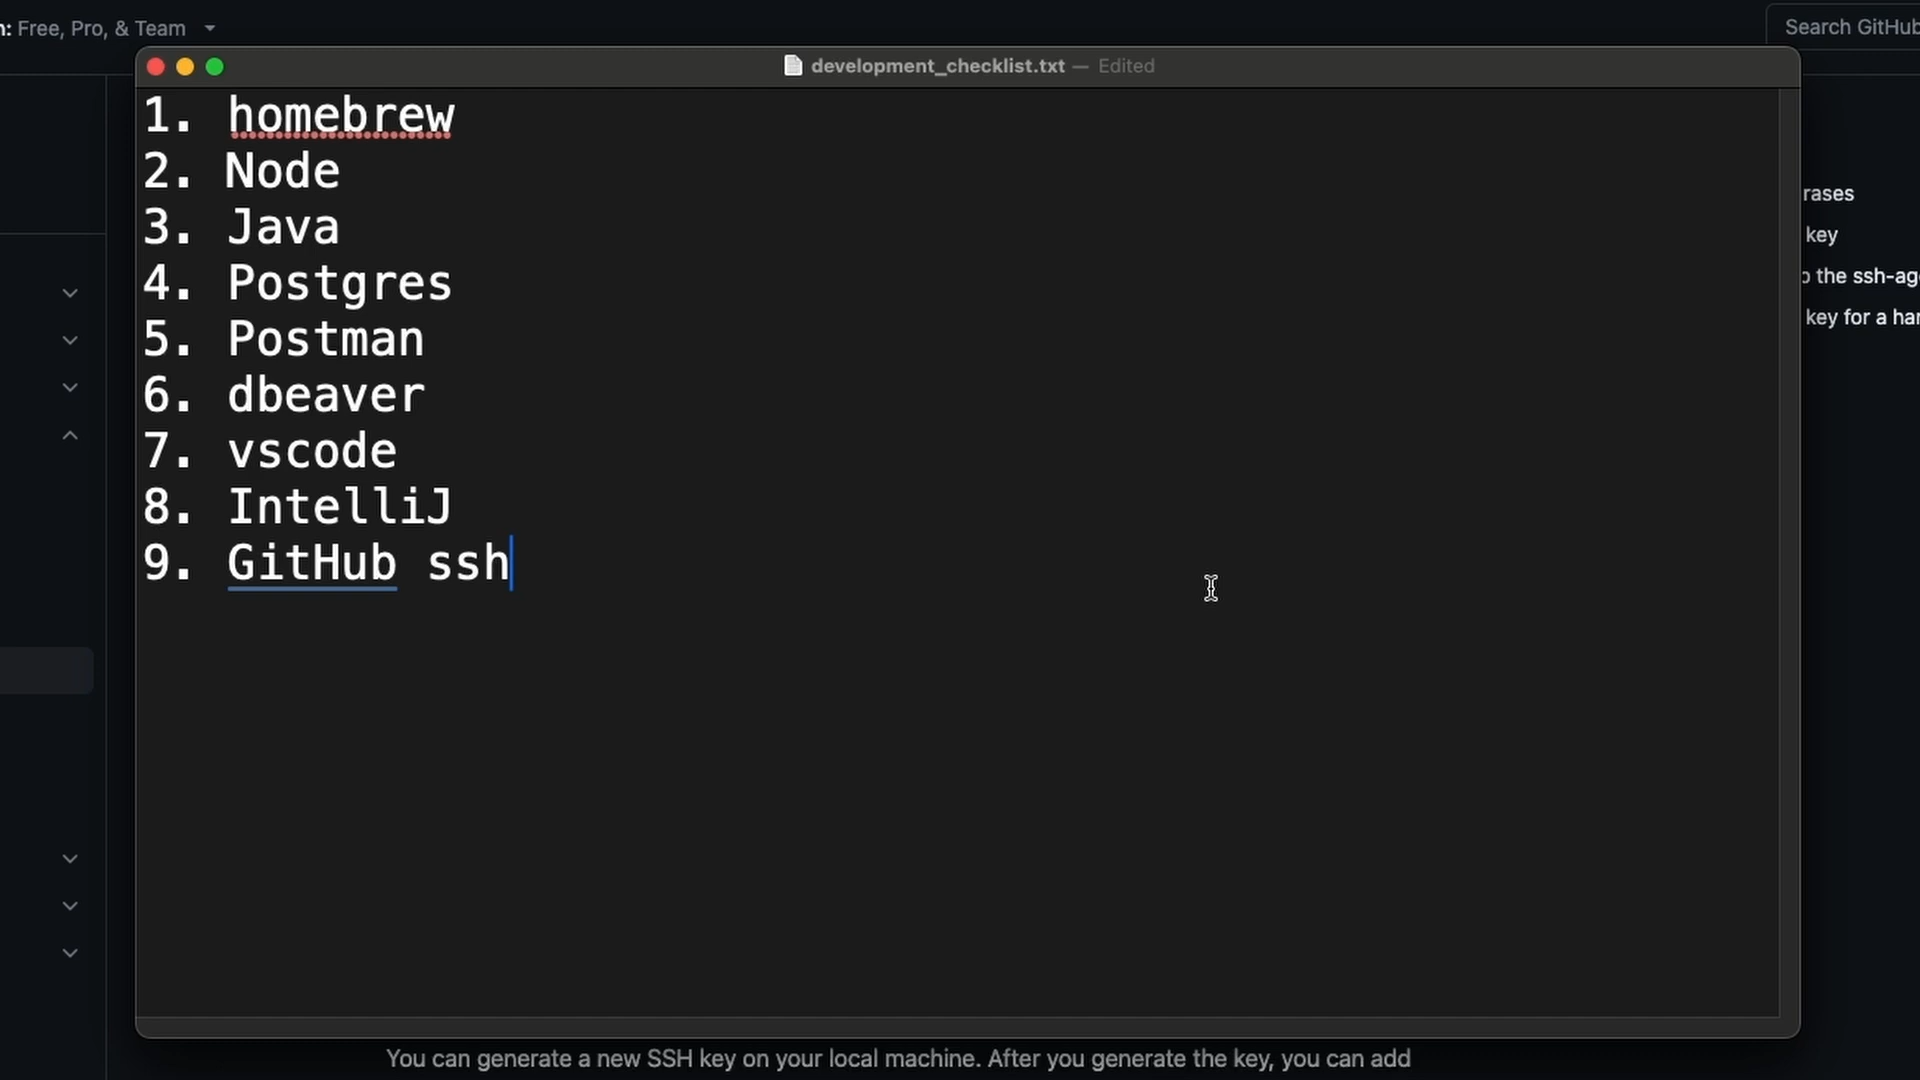 : Free, Pro, & Team
Search GitHub
development_checklist.txt — Edited
1. homebrew
2. Node
3. Java
4. Postgres
5. Postman
6. dbeaver
7. vscode
8. IntelliJ
9. GitHub ssh
rases
key
the ssh-ag
key for a har
You can generate a new SSH key on your local machine. After you generate the key, you can add